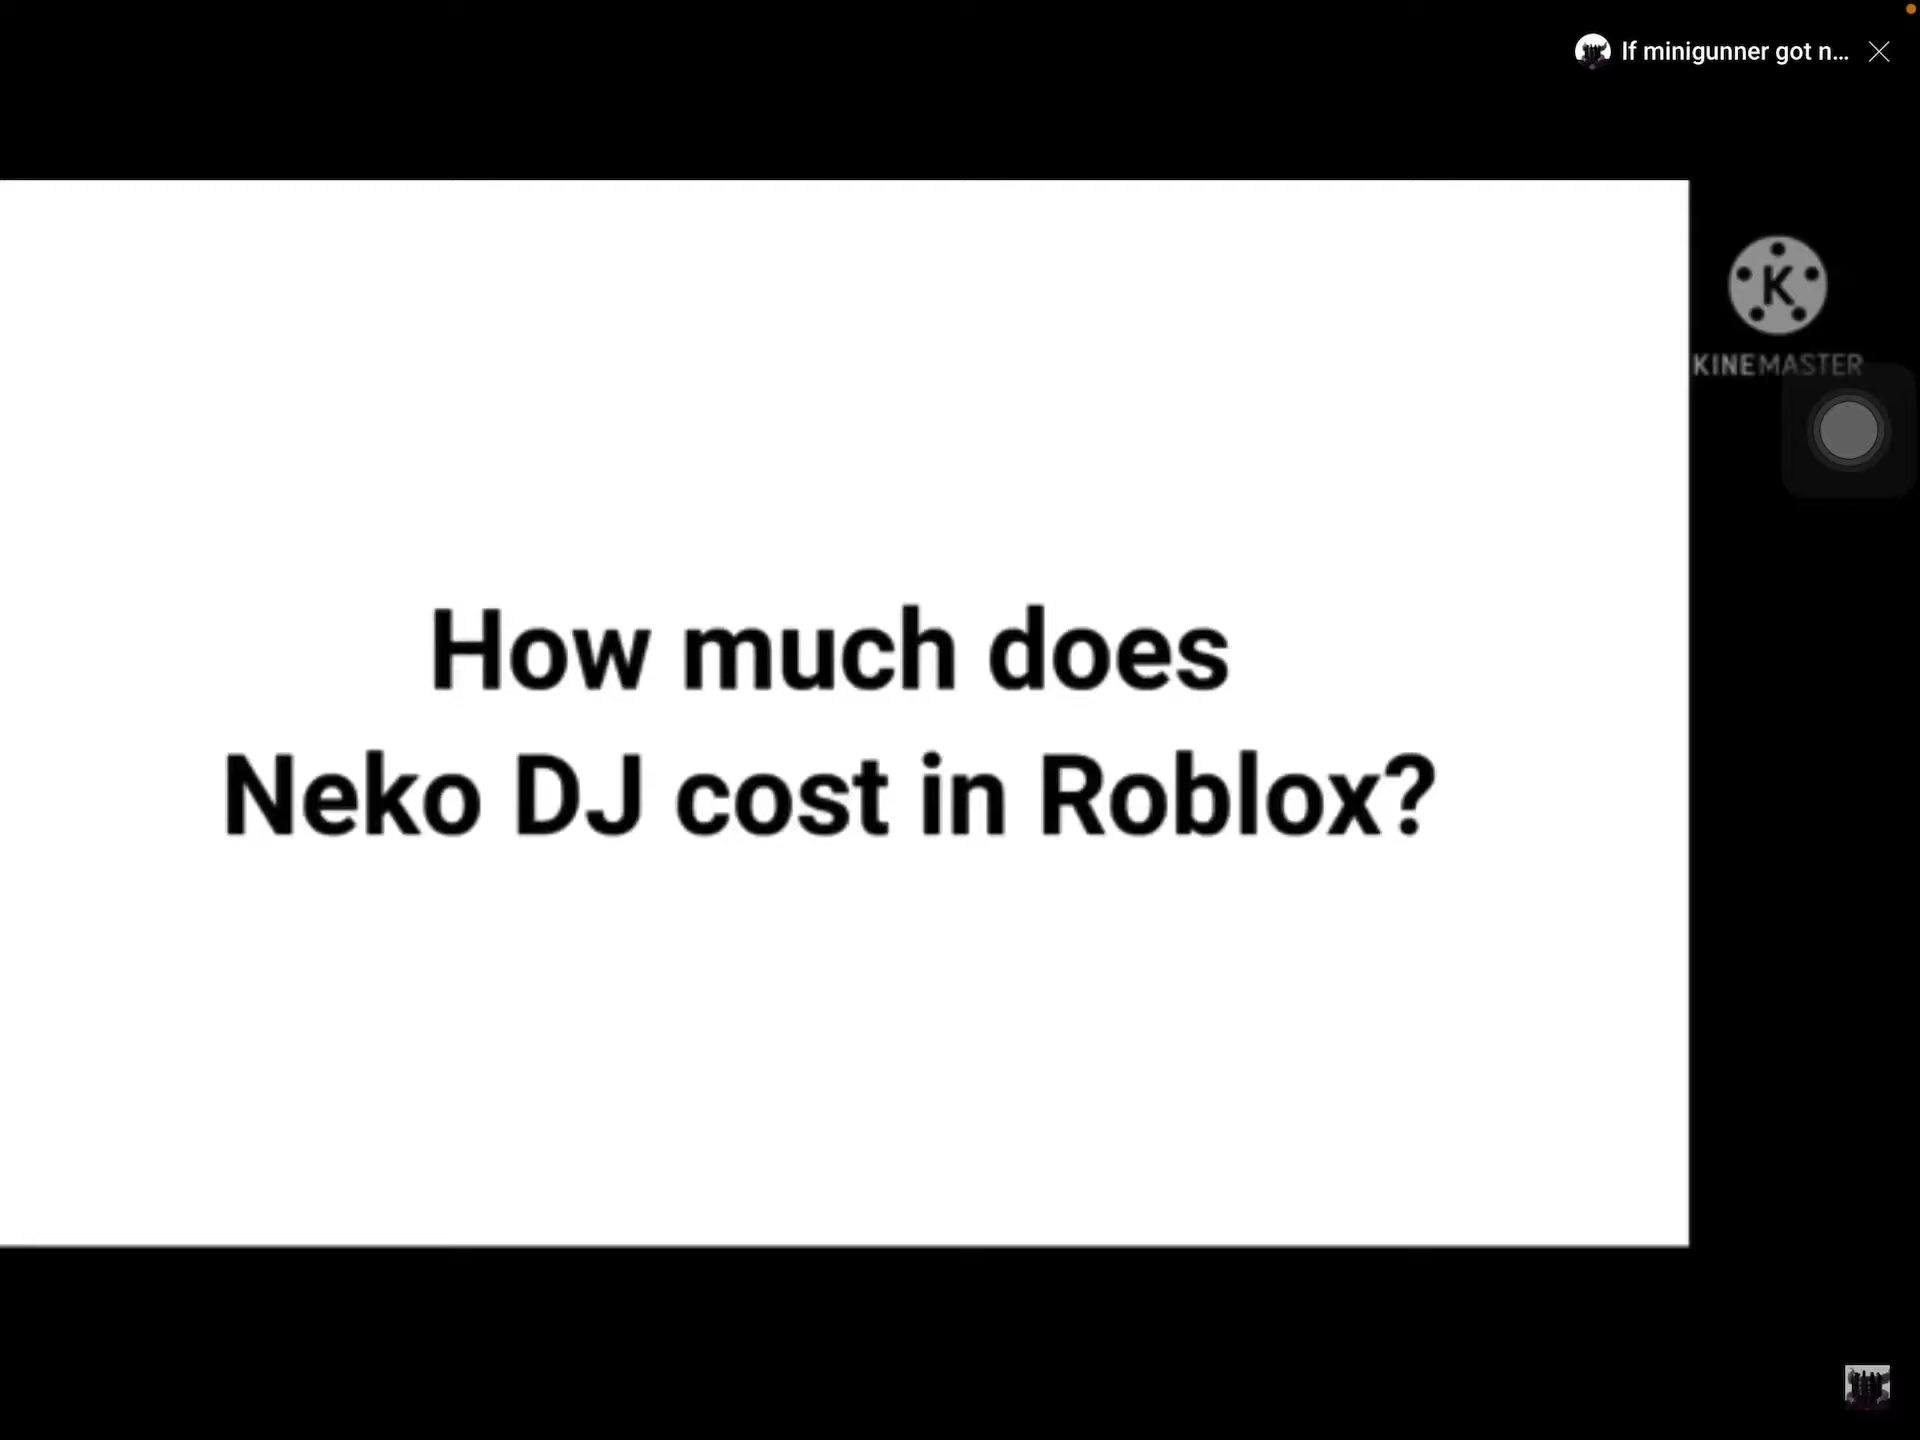 If minigunner got n...
K
KINEMASTER
How much does
Neko DJ cost in Roblox?